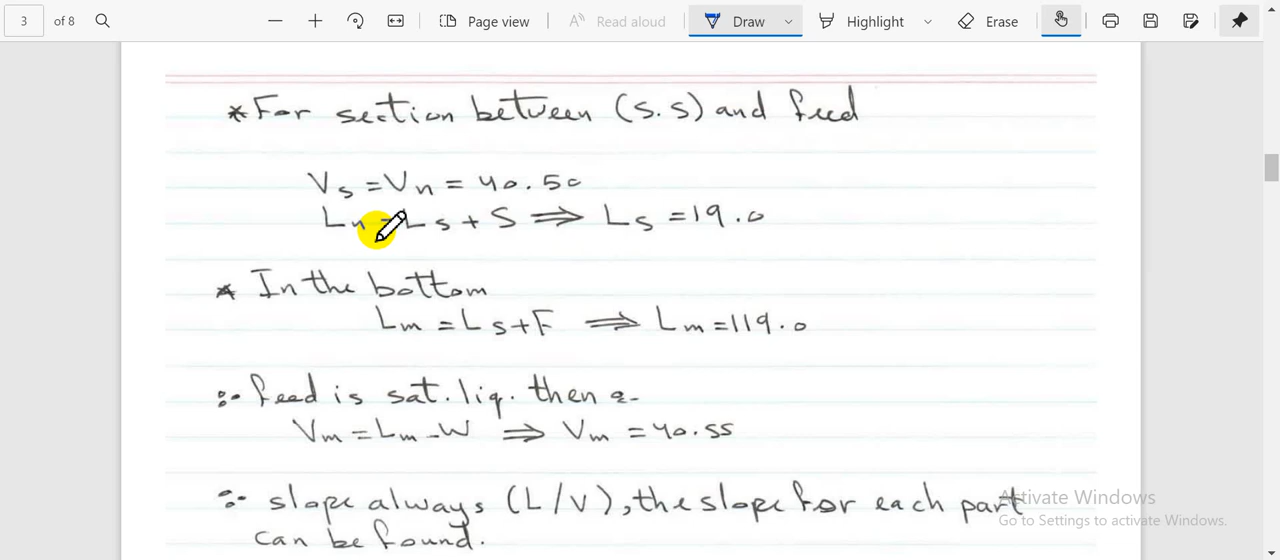 3 of 8 Page view Read aloud Draw Highlight Erase
* For section between (s.s) and feed
Vs = Vn = 40.50
Ln = Ls + S ⇒ Ls = 19.0
* In the bottom
Lm = Ls + F ⇒ Lm = 119.0
feed is sat. liq. then
Vm = Lm - W ⇒ Vm = 40.55
slope always (L/V), the slope for each part
can be found.
Activate Windows
Go to Settings to activate Windows.